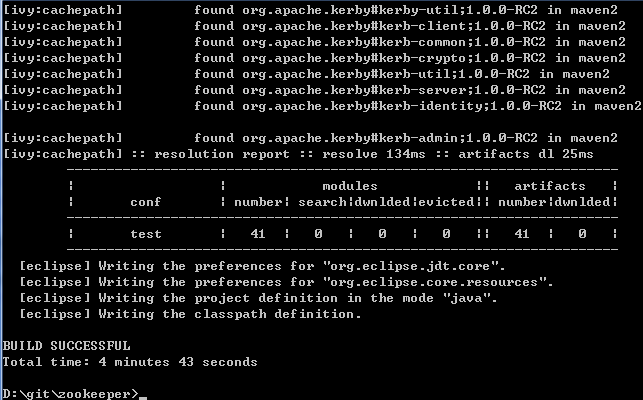 [ivy:cachepath]         found org.apache.kerby#kerby-util;1.0.0-RC2 in maven2
[ivy:cachepath]         found org.apache.kerby#kerb-client;1.0.0-RC2 in maven2
[ivy:cachepath]         found org.apache.kerby#kerb-common;1.0.0-RC2 in maven2
[ivy:cachepath]         found org.apache.kerby#kerb-crypto;1.0.0-RC2 in maven2
[ivy:cachepath]         found org.apache.kerby#kerb-util;1.0.0-RC2 in maven2
[ivy:cachepath]         found org.apache.kerby#kerb-server;1.0.0-RC2 in maven2
[ivy:cachepath]         found org.apache.kerby#kerb-identity;1.0.0-RC2 in maven2
[ivy:cachepath]         found org.apache.kerby#kerb-admin;1.0.0-RC2 in maven2
[ivy:cachepath] :: resolution report :: resolve 134ms :: artifacts dl 25ms
---------------------------------------------------------------------
|                  |            modules            ||   artifacts   |
|       conf       | number| search|dwnlded|evicted|| number|dwnlded|
---------------------------------------------------------------------
|       test       |   41  |   0   |   0   |   0   ||   41  |   0   |
---------------------------------------------------------------------
[eclipse] Writing the preferences for "org.eclipse.jdt.core".
[eclipse] Writing the preferences for "org.eclipse.core.resources".
[eclipse] Writing the project definition in the mode "java".
[eclipse] Writing the classpath definition.
BUILD SUCCESSFUL
Total time: 4 minutes 43 seconds
D:\git\zookeeper>_